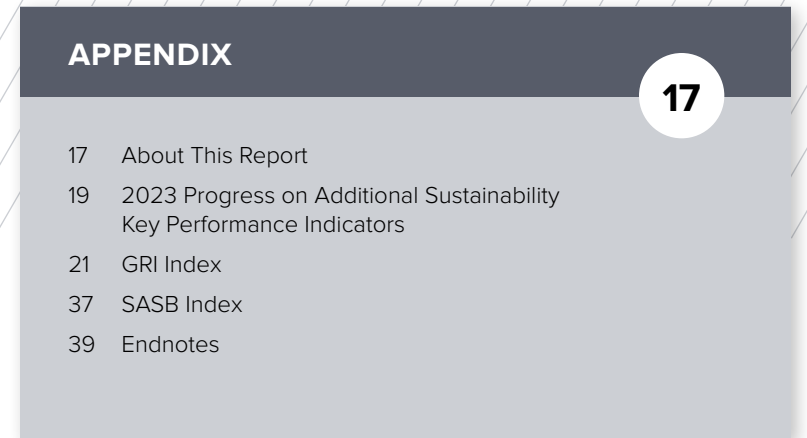 APPENDIX
17
17 About This Report
19 2023 Progress on Additional Sustainability
Key Performance Indicators
21 GRI Index
37 SASB Index
39 Endnotes